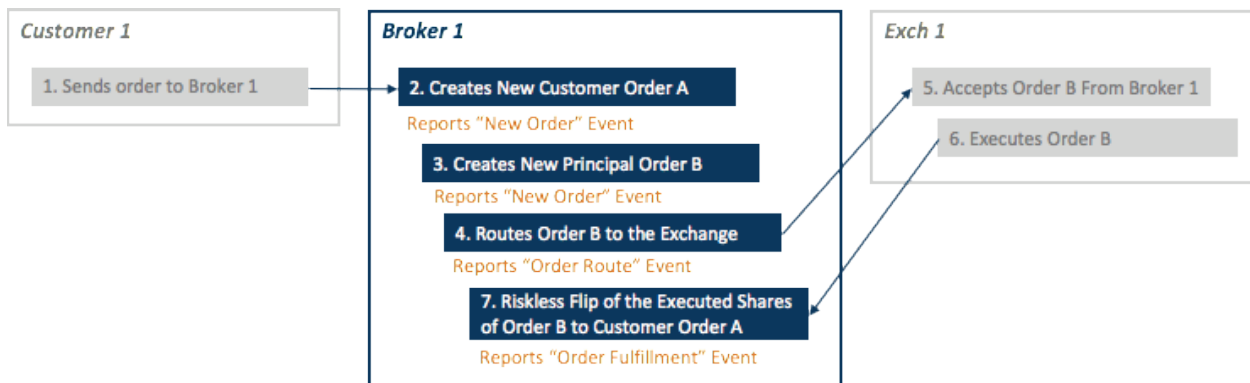 Customer 1
1. Sends order to Broker 1
Broker 1
2. Creates New Customer Order A
Reports "New Order" Event
3. Creates New Principal Order B
Reports "New Order" Event
4. Routes Order B to the Exchange
Reports "Order Route" Event
7. Riskless Flip of the Executed Shares
of Order B to Customer Order A
Reports "Order Fulfillment" Event
Exch 1
5. Accepts Order B From Broker 1
6. Executes Order B